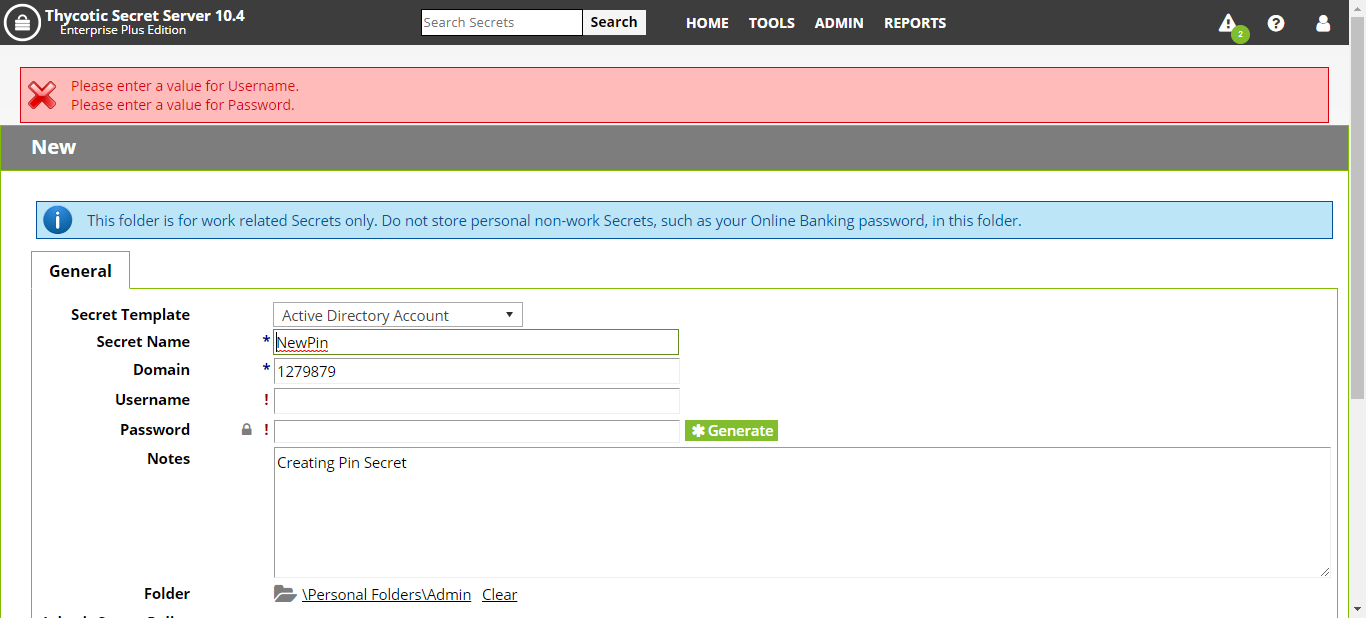 Thycotic Secret Server 10.4
Enterprise Plus Edition
Search Secrets
Search
HOME TOOLS ADMIN REPORTS
2
?
Please enter a value for Username.
Please enter a value for Password.
New
i This folder is for work related Secrets only. Do not store personal non-work Secrets, such as your Online Banking password, in this folder.
General
Secret Template Active Directory Account
Secret Name * NewPin
Domain * 1279879
Username !
Password ! ✱ Generate
Notes Creating Pin Secret
Folder \Personal Folders\Admin Clear